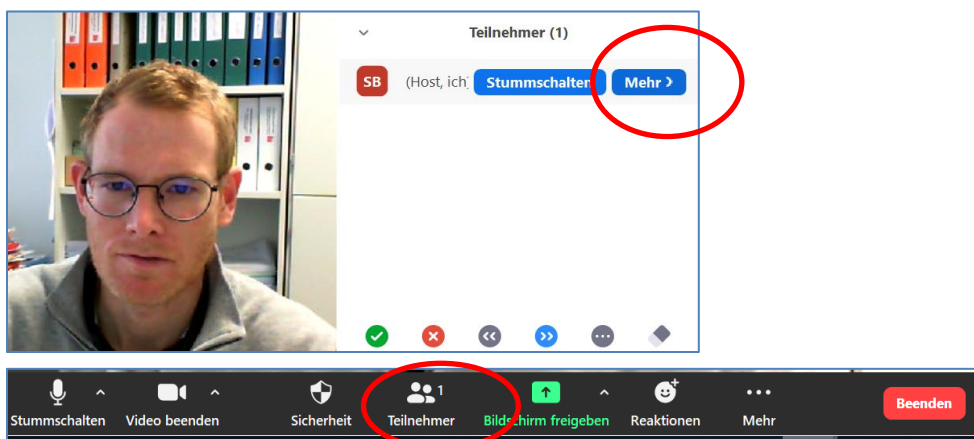 Teilnehmer (1)
SB (Host, ich) Stummschalten Mehr
1
Stummschalten Video beenden Sicherheit Teilnehmer Bildschirm freigeben Reaktionen Mehr Beenden